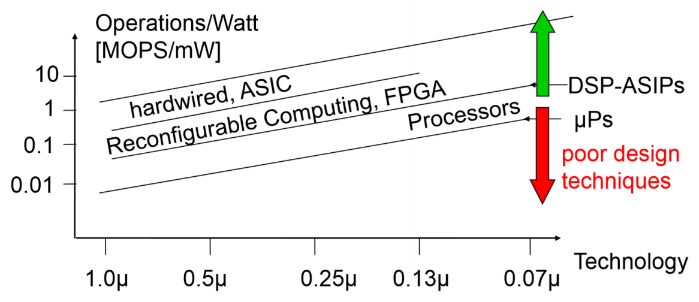 Operations/Watt
[MOPS/mW]
10
1
0.1
0.01
hardwired, ASIC
Reconfigurable Computing, FPGA
Processors
DSP-ASIPs
µPs
poor design
techniques
Technology
1.0µ
0.5µ
0.25µ
0.13µ
0.07µ